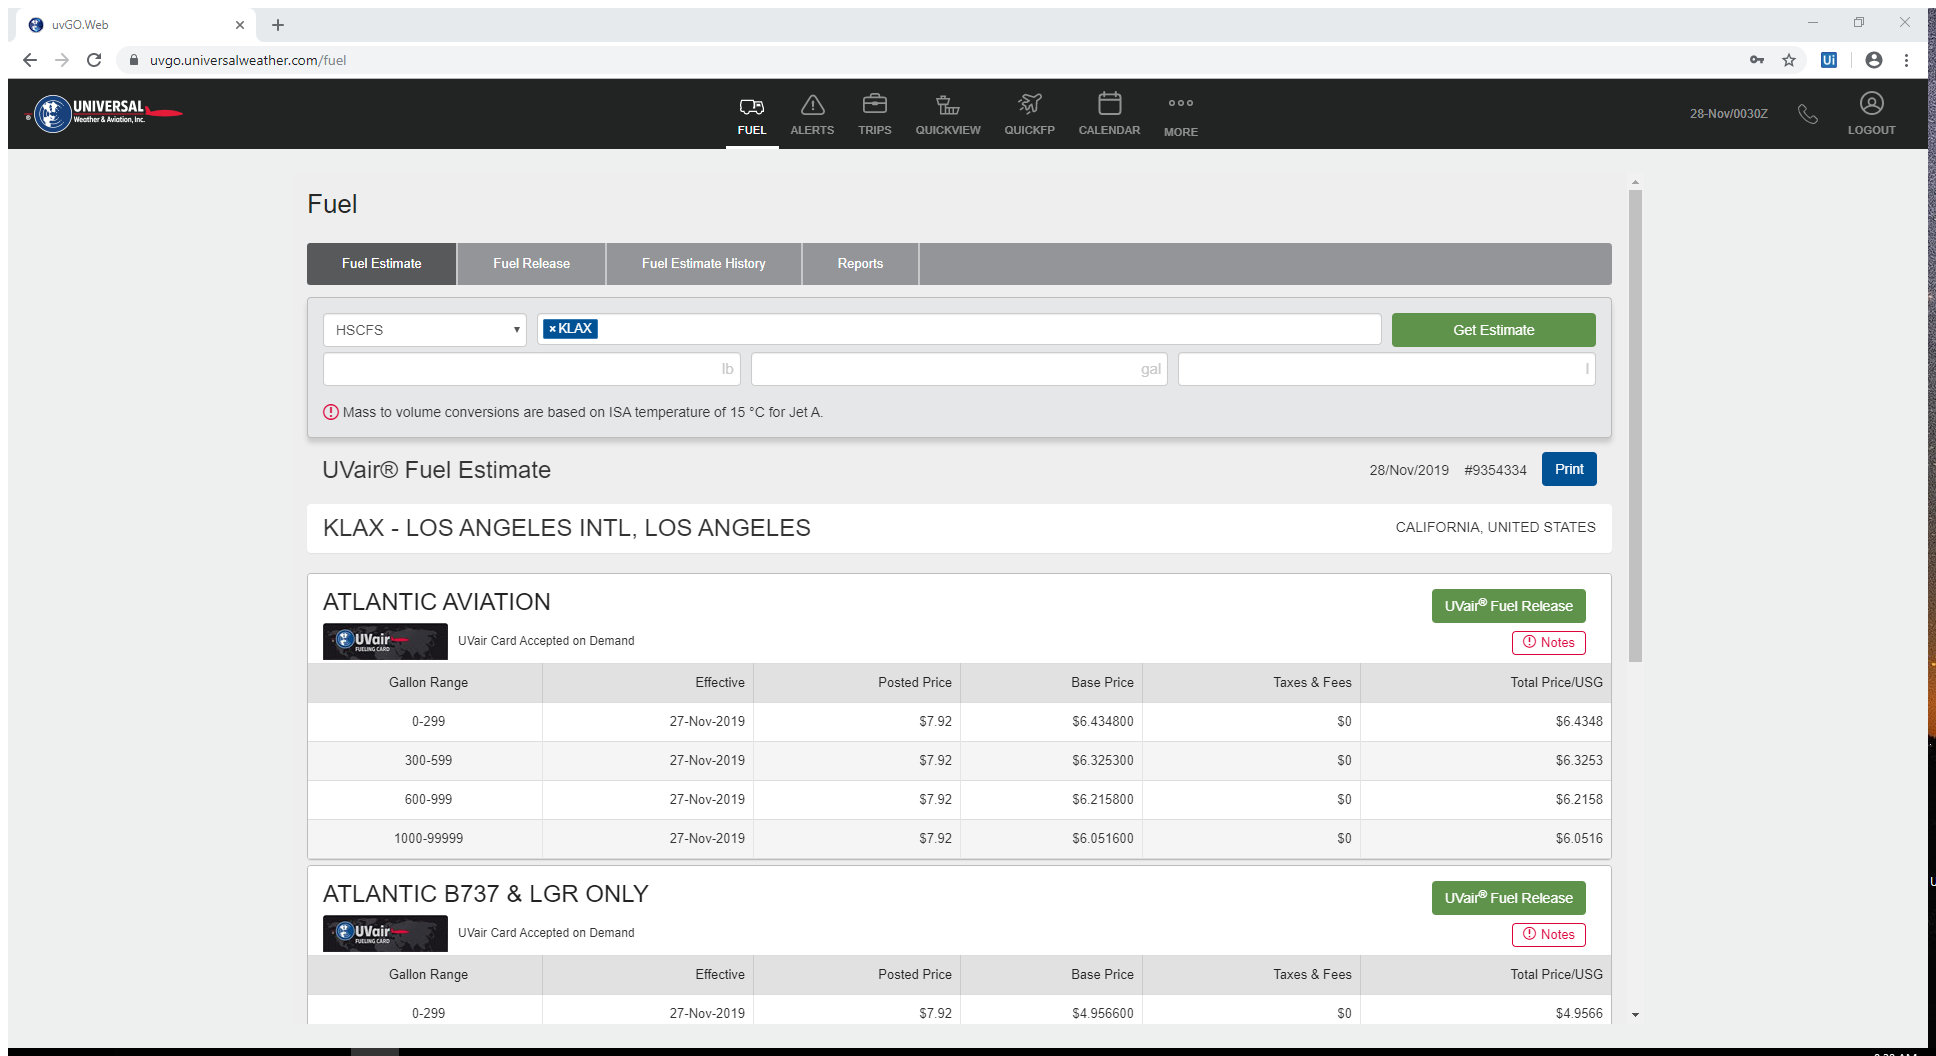 uvGO.Web
uvgo.universalweather.com/fuel
Ui
UNIVERSAL
Weather & Aviation, Inc.
FUEL
ALERTS
TRIPS
QUICKVIEW
QUICKFP
CALENDAR
MORE
28-Nov/0030Z
LOGOUT
Fuel
Fuel Estimate Fuel Release Fuel Estimate History Reports
HSCFS × KLAX Get Estimate
lb gal l
Mass to volume conversions are based on ISA temperature of 15 °C for Jet A.
UVair® Fuel Estimate 28/Nov/2019 #9354334 Print
KLAX - LOS ANGELES INTL, LOS ANGELES CALIFORNIA, UNITED STATES
ATLANTIC AVIATION UVair® Fuel Release
UVair
FUELING CARD
UVair Card Accepted on Demand Notes
Gallon Range Effective Posted Price Base Price Taxes & Fees Total Price/USG
0-299 27-Nov-2019 $7.92 $6.434800 $0 $6.4348
300-599 27-Nov-2019 $7.92 $6.325300 $0 $6.3253
600-999 27-Nov-2019 $7.92 $6.215800 $0 $6.2158
1000-99999 27-Nov-2019 $7.92 $6.051600 $0 $6.0516
ATLANTIC B737 & LGR ONLY UVair® Fuel Release
UVair
FUELING CARD
UVair Card Accepted on Demand Notes
Gallon Range Effective Posted Price Base Price Taxes & Fees Total Price/USG
0-299 27-Nov-2019 $7.92 $4.956600 $0 $4.9566